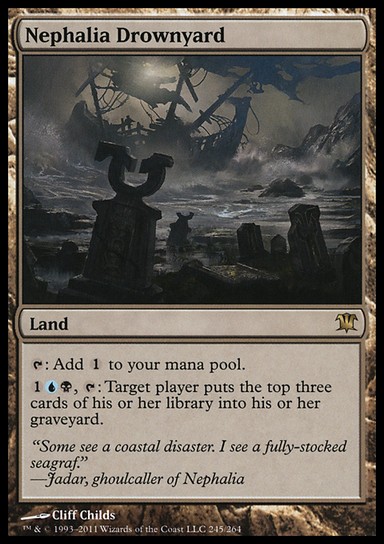 Nephalia Drownyard
Land
: Add 1 to your mana pool.
1, : Target player puts the top three
cards of his or her library into his or her
graveyard.
“Some see a coastal disaster. I see a fully-stocked
seagraf.”
—Jadar, ghoulcaller of Nephalia
Cliff Childs
™ & © 1993–2011 Wizards of the Coast LLC 245/264